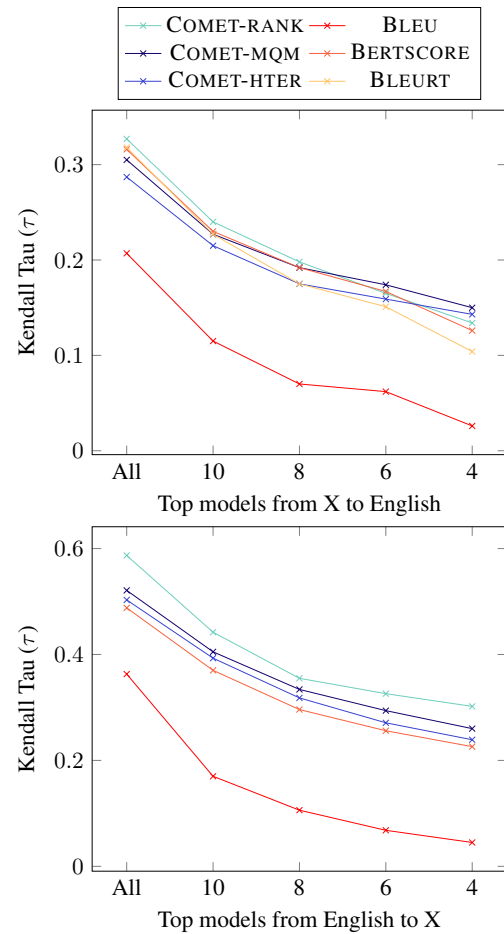 COMET-RANK BLEU
COMET-MQM BERTSCORE
COMET-HTER BLEURT
0.3
0.2
0.1
0
Kendall Tau (τ)
All 10 8 6 4
Top models from X to English
0.6
0.4
0.2
0
Kendall Tau (τ)
All 10 8 6 4
Top models from English to X